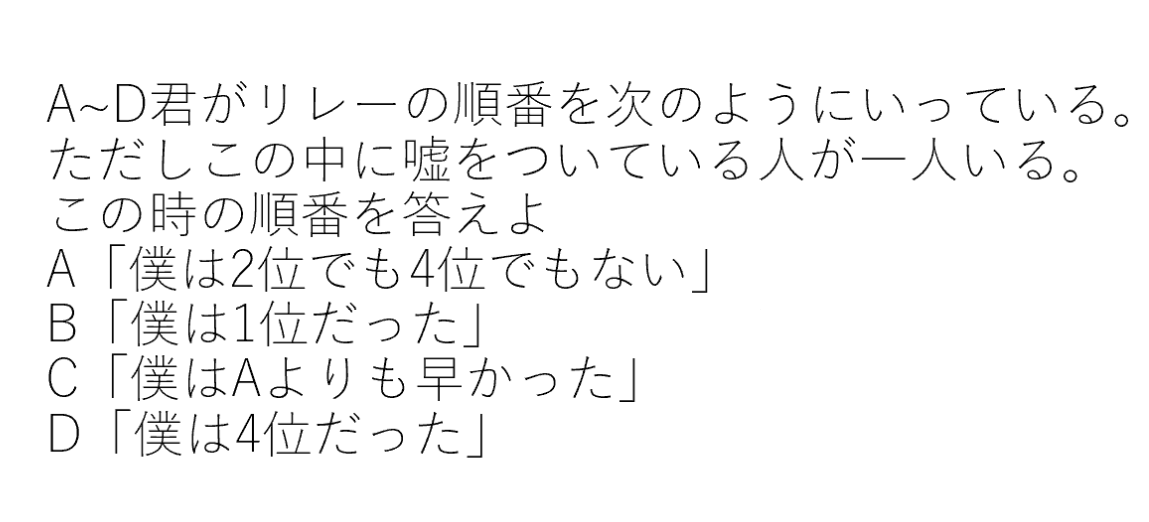 A~D君がリレーの順番を次のようにいっている。
ただしこの中に嘘をついている人が一人いる。
この時の順番を答えよ
A「僕は2位でも4位でもない」
B「僕は1位だった」
C「僕はAよりも早かった」
D「僕は4位だった」